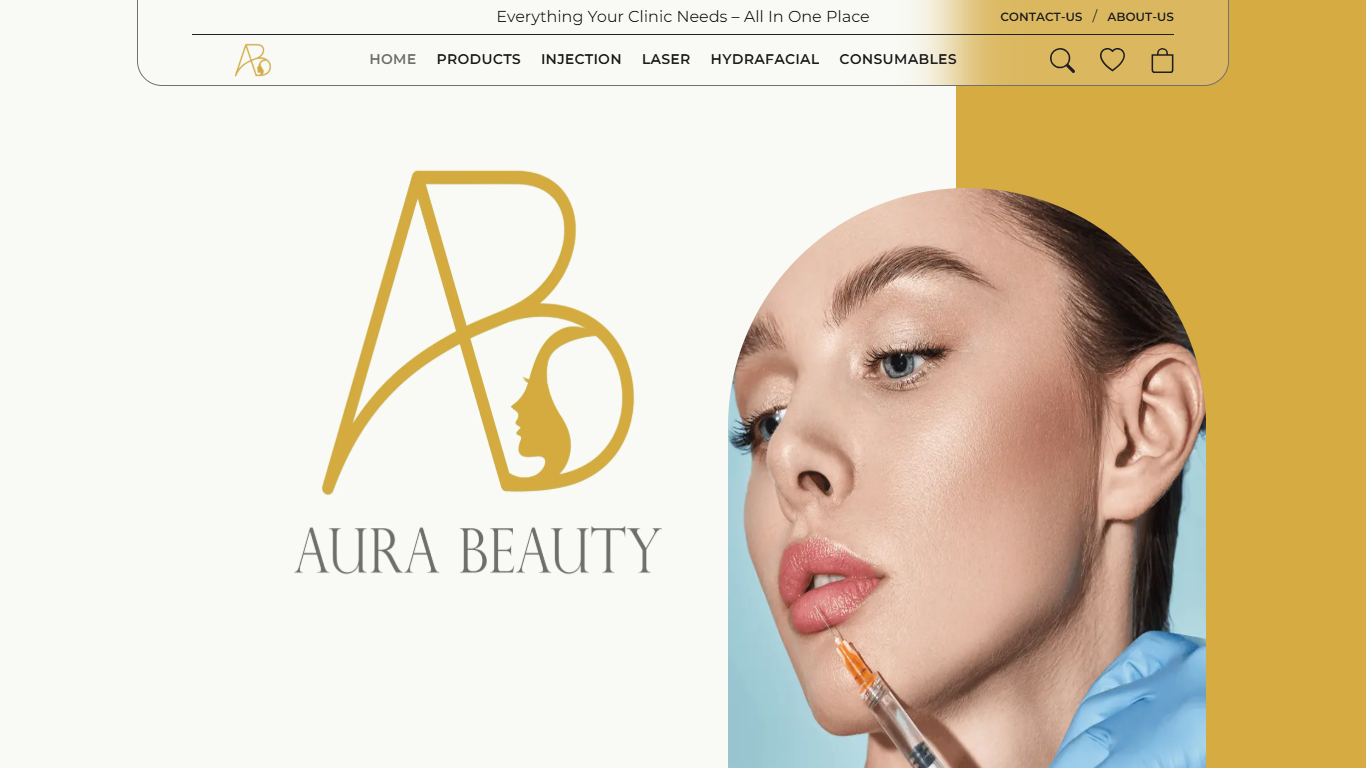 Everything Your Clinic Needs – All In One Place
CONTACT-US / ABOUT-US
AB
HOME PRODUCTS INJECTION LASER HYDRAFACIAL CONSUMABLES
AB
AURA BEAUTY